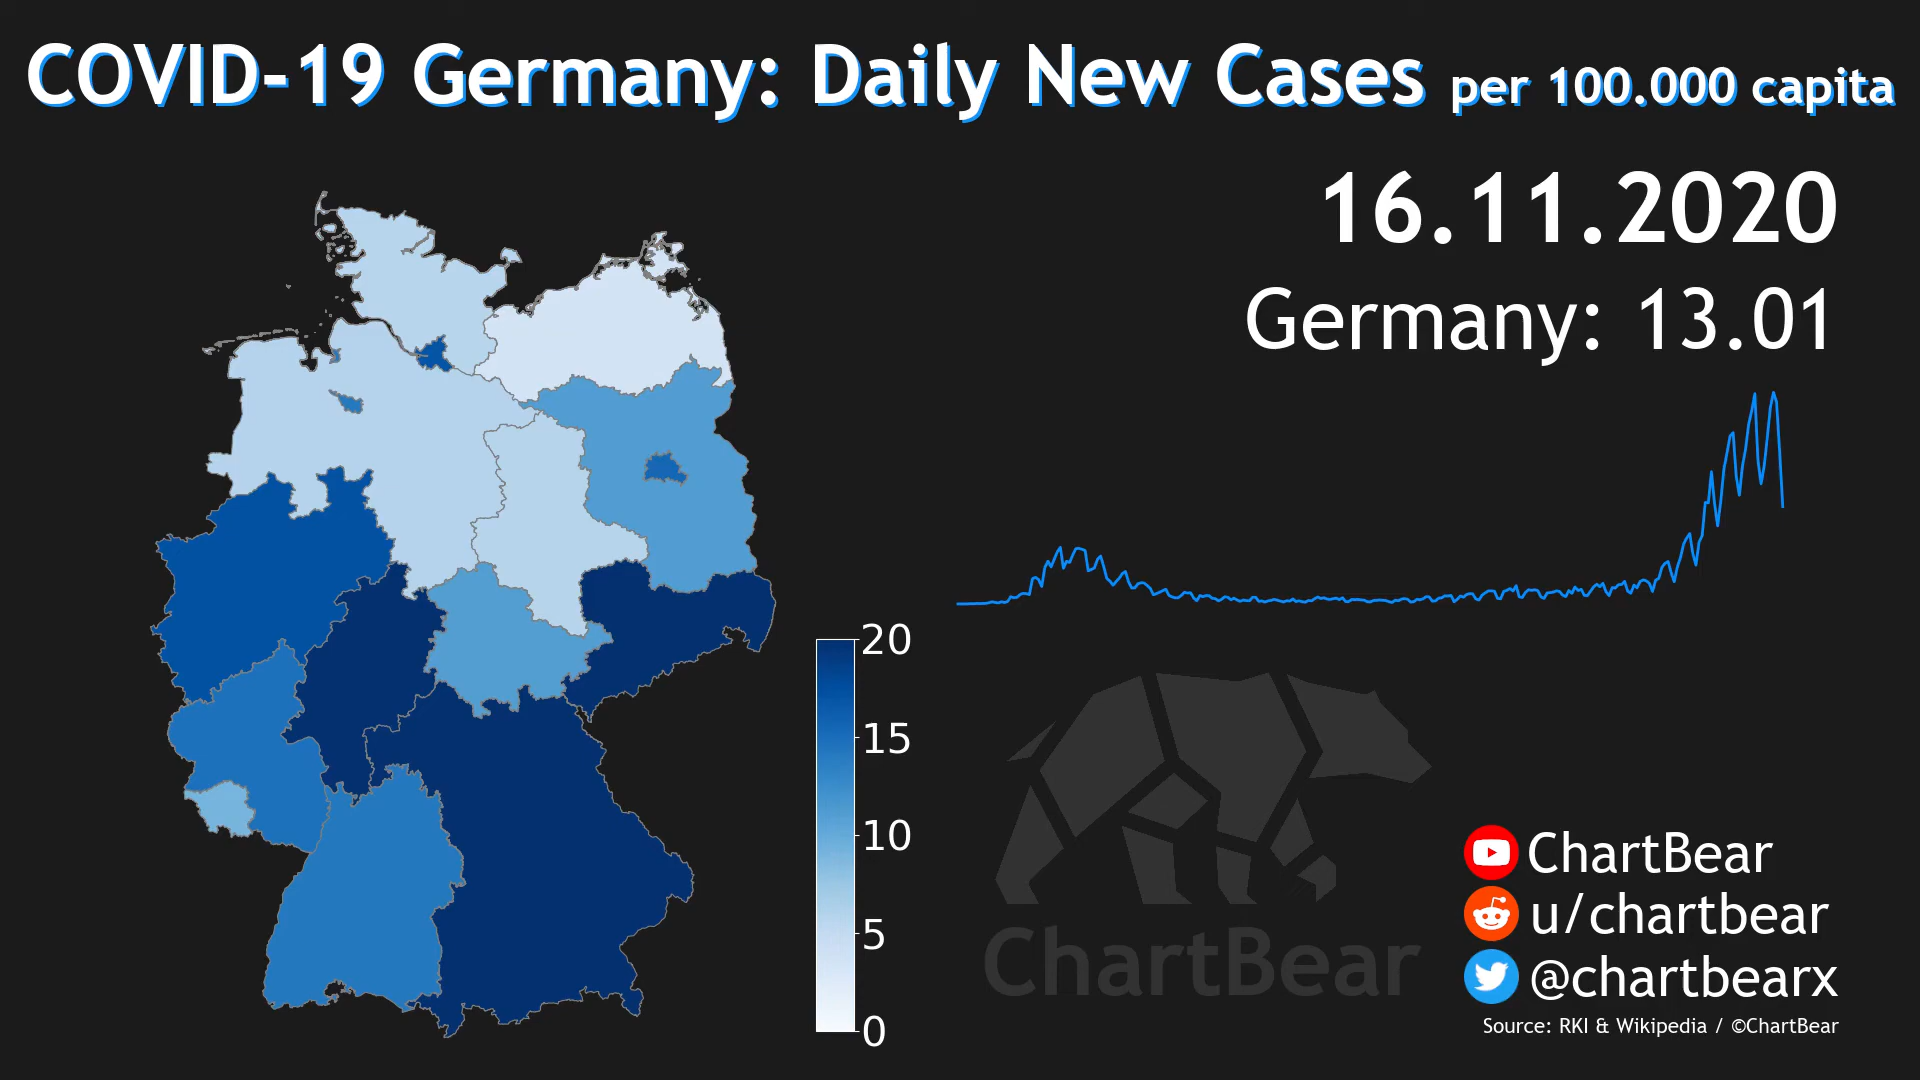 COVID-19 Germany: Daily New Cases per 100.000 capita
16.11.2020
Germany: 13.01
20
15
10
5
0
ChartBear
ChartBear
u/chartbear
@chartbearx
Source: RKI & Wikipedia / ©ChartBear